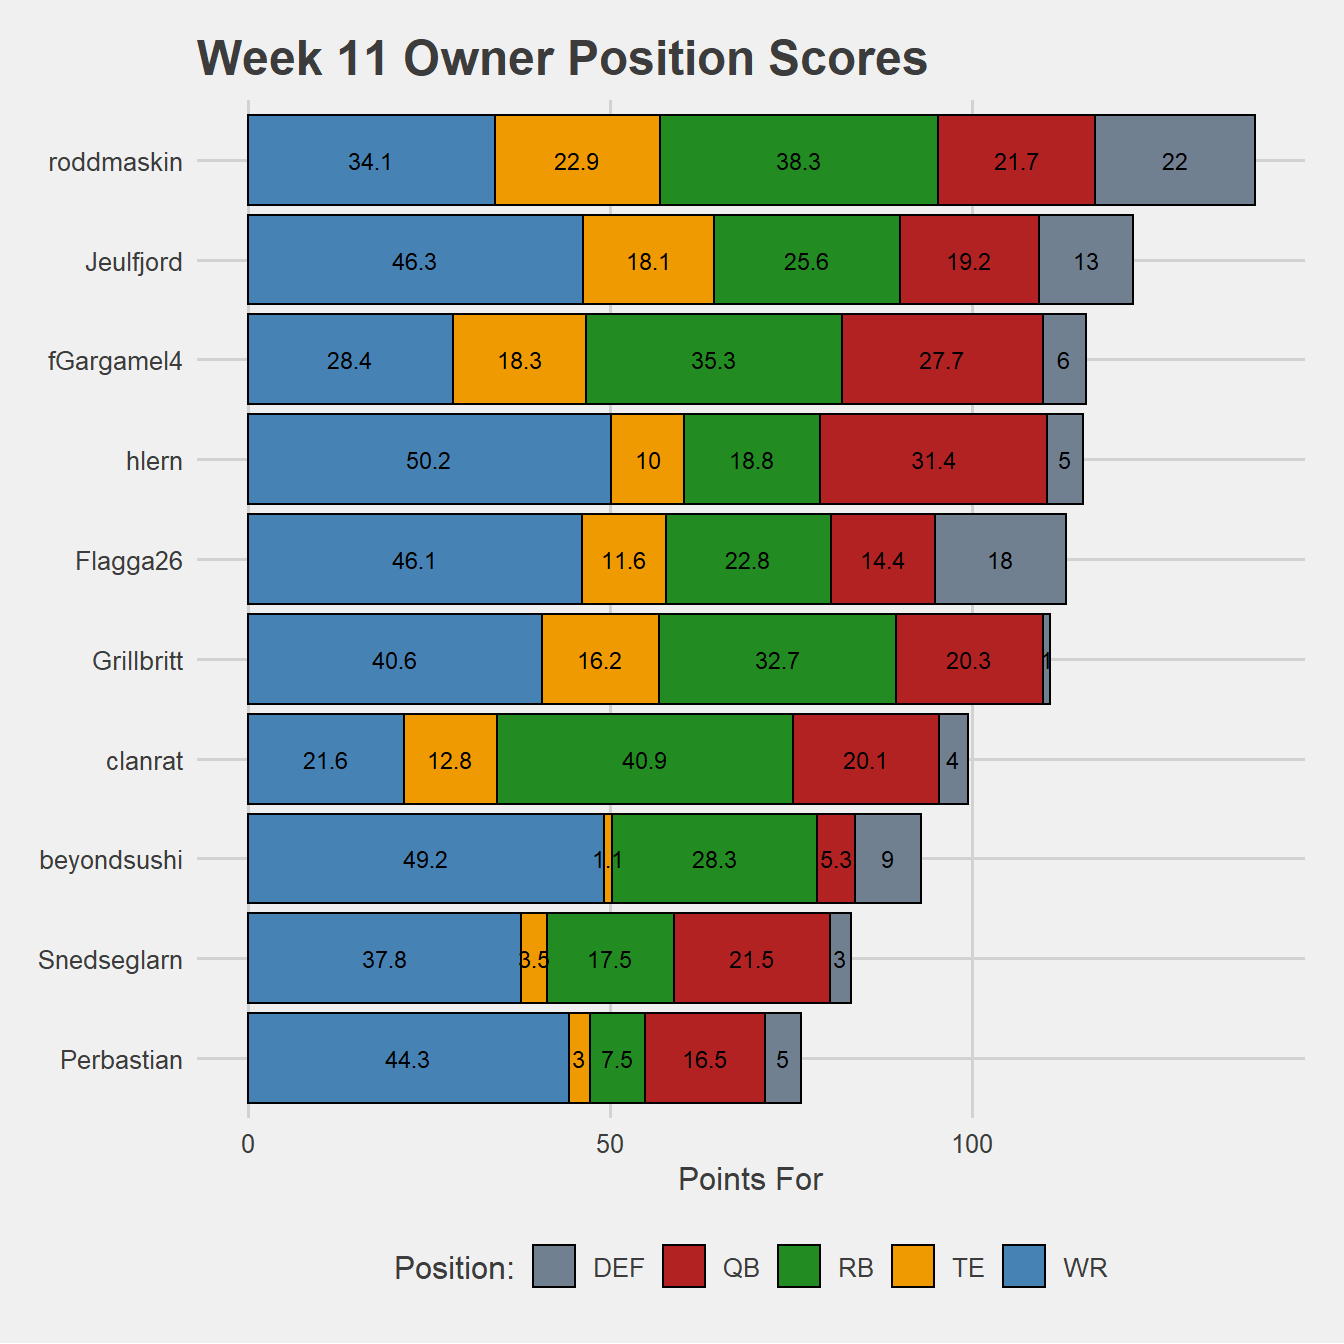 Week 11 Owner Position Scores
roddmaskin 34.1 22.9 38.3 21.7 22
Jeulfjord 46.3 18.1 25.6 19.2 13
fGargamel4 28.4 18.3 35.3 27.7 6
hlern 50.2 10 18.8 31.4 5
Flagga26 46.1 11.6 22.8 14.4 18
Grillbritt 40.6 16.2 32.7 20.3 1
clanrat 21.6 12.8 40.9 20.1 4
beyondsushi 49.2 1.1 28.3 5.3 9
Snedseglarn 37.8 3.5 17.5 21.5 3
Perbastian 44.3 3 7.5 16.5 5
0 50 100
Points For
Position: DEF QB RB TE WR